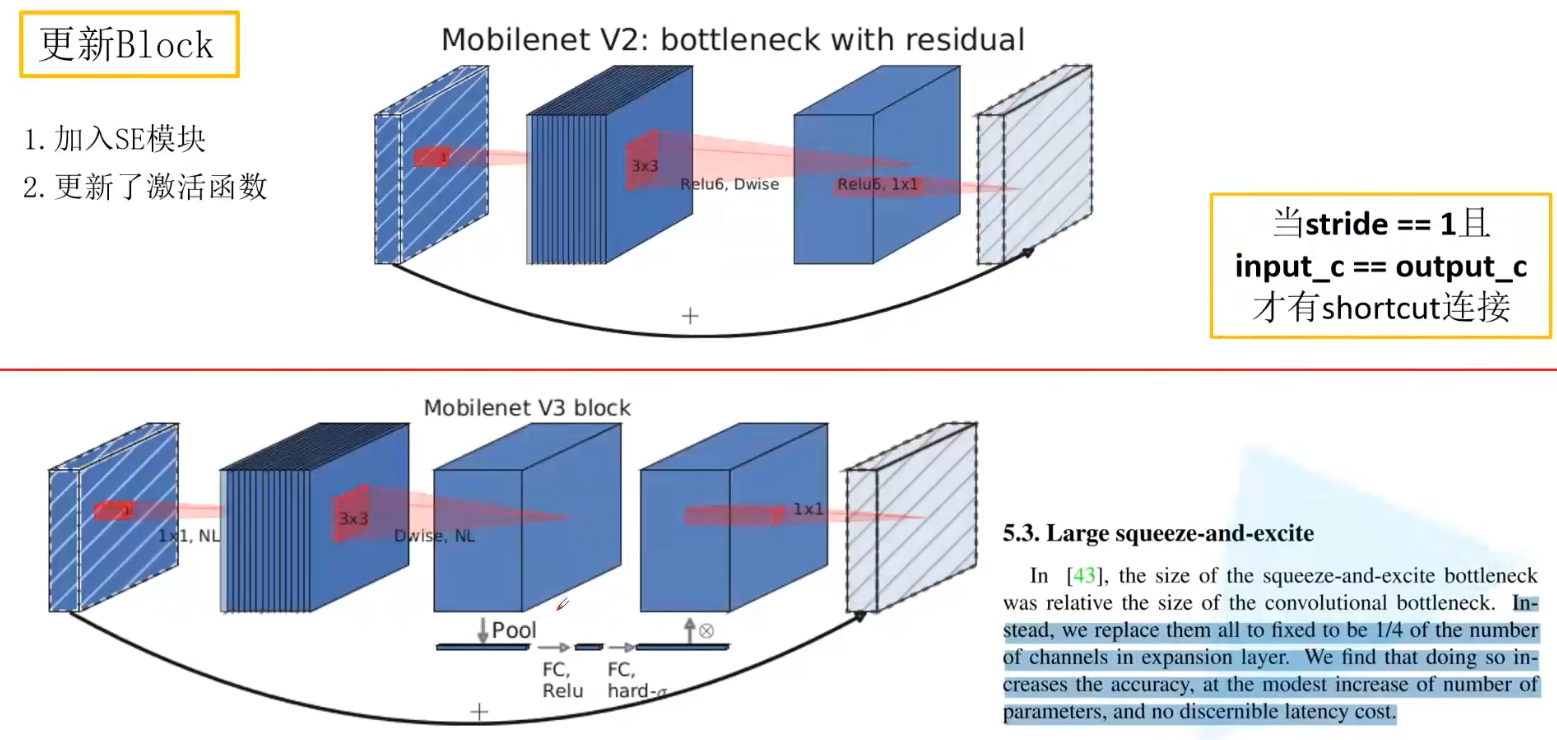 更新Block
1. 加入SE模块
2. 更新了激活函数
Mobilenet V2: bottleneck with residual
1
3x3
Relu6, Dwise
Relu6, 1x1
+
当stride == 1且
input_c == output_c
才有shortcut连接
Mobilenet V3 block
1
1x1, NL
3x3
Dwise, NL
1x1
Pool
⊗
FC,
Relu
FC,
hard-σ
+
5.3. Large squeeze-and-excite
In [43], the size of the squeeze-and-excite bottleneck
was relative the size of the convolutional bottleneck. In-
stead, we replace them all to fixed to be 1/4 of the number
of channels in expansion layer. We find that doing so in-
creases the accuracy, at the modest increase of number of
parameters, and no discernible latency cost.